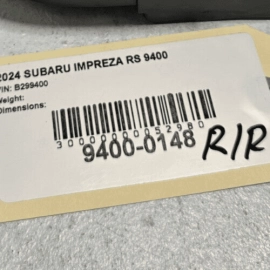 2024 SUBARU IMPREZA RS 9400
VIN: B299400
Weight:
Dimensions:
3000000052980
9400-0148 R/R